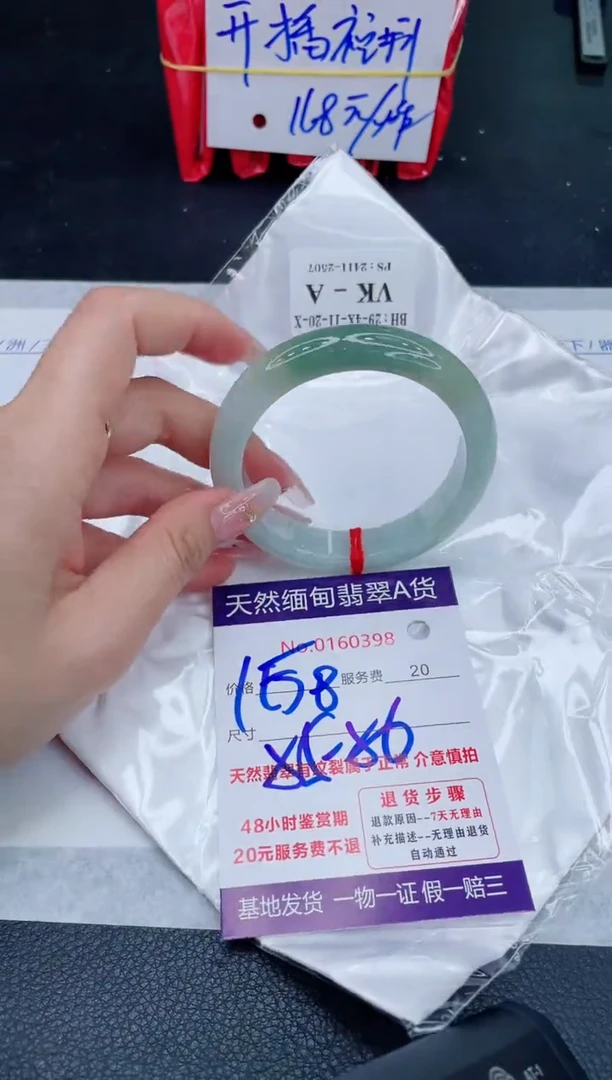 开播福利
168元/件
PS：2411-2507
VK – A
BH：29-4X-11-20-X
天然缅甸翡翠A货
No.0160398
价格 158 服务费 20
尺寸
天然翡翠有纹裂属于正常 介意慎拍
48小时鉴赏期
20元服务费不退
退货步骤
退款原因--7天无理由
补充描述--无理由退货
自动通过
基地发货 一物一证 假一赔三